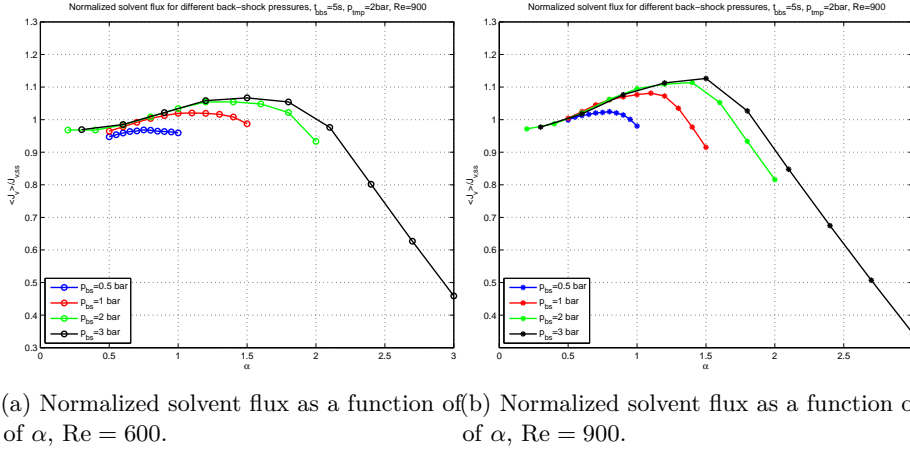 Normalized solvent flux for different back−shock pressures, t_bbs=5s, p_tmp=2bar, Re=900
1.3
1.2
1.1
1
0.9
0.8
0.7
0.6
0.5
0.4
0.3
<J_v>/J_v,ss
p_bs=0.5 bar
p_bs=1 bar
p_bs=2 bar
p_bs=3 bar
0 0.5 1 1.5 2 2.5 3
α
(a) Normalized solvent flux as a function of
of α, Re = 600.
Normalized solvent flux for different back−shock pressures, t_bbs=5s, p_tmp=2bar, Re=900
1.3
1.2
1.1
1
0.9
0.8
0.7
0.6
0.5
0.4
0.3
<J_v>/J_v,ss
p_bs=0.5 bar
p_bs=1 bar
p_bs=2 bar
p_bs=3 bar
0 0.5 1 1.5 2 2.5
α
(b) Normalized solvent flux as a function o
of α, Re = 900.